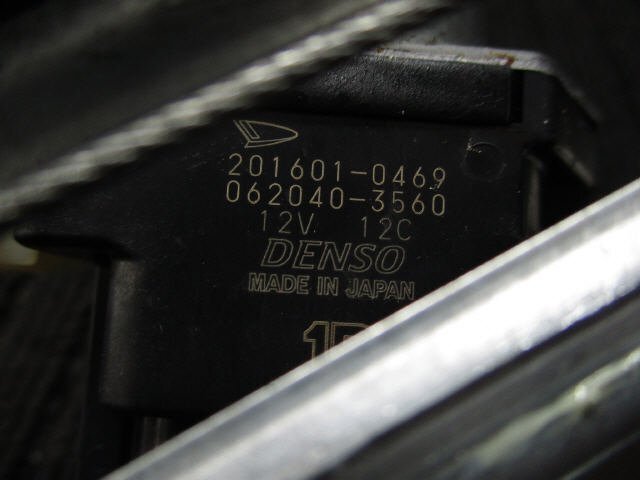 201601-0469
062040-3560
12V 12C
DENSO
MADE IN JAPAN